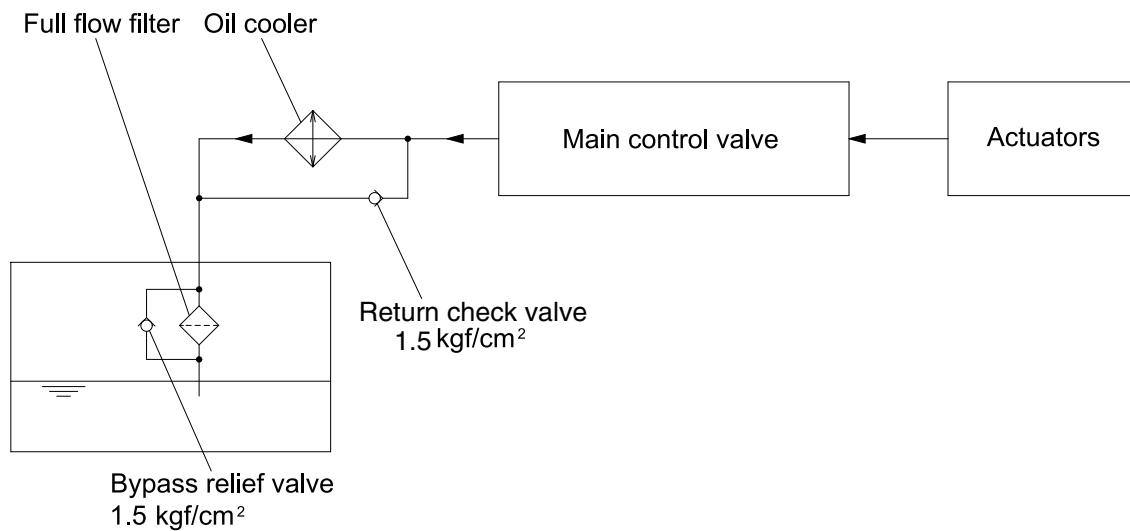 Full flow filter
Oil cooler
Main control valve
Actuators
Return check valve
1.5 kgf/cm²
Bypass relief valve
1.5 kgf/cm²